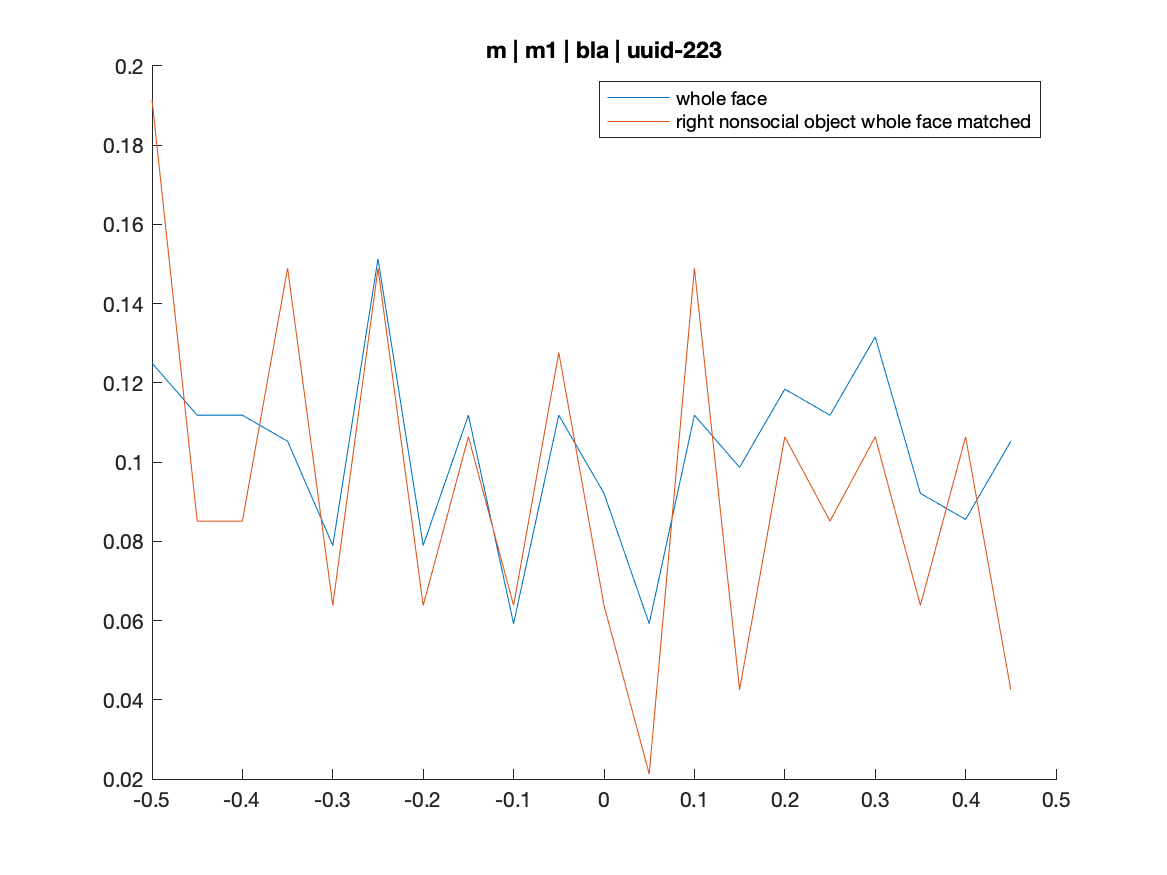 m | m1 | bla | uuid-223
whole face
right nonsocial object whole face matched
0.2
0.18
0.16
0.14
0.12
0.1
0.08
0.06
0.04
0.02
-0.5 -0.4 -0.3 -0.2 -0.1 0 0.1 0.2 0.3 0.4 0.5